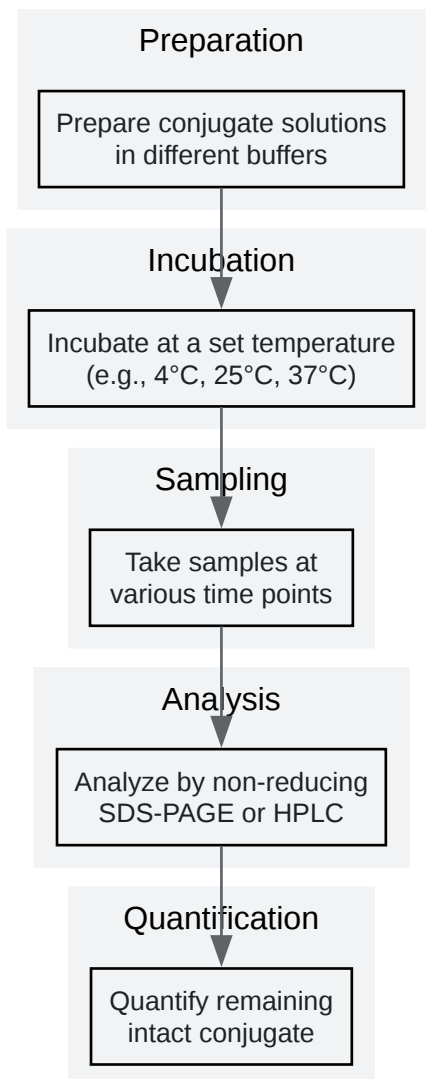 Preparation
Prepare conjugate solutions
in different buffers
Incubation
Incubate at a set temperature
(e.g., 4°C, 25°C, 37°C)
Sampling
Take samples at
various time points
Analysis
Analyze by non-reducing
SDS-PAGE or HPLC
Quantification
Quantify remaining
intact conjugate